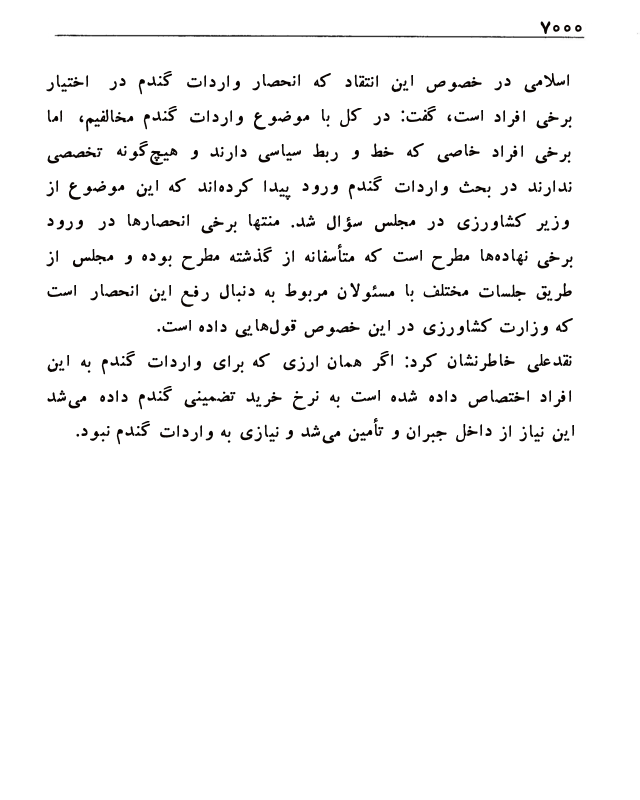 ۷۰۰۰
اسلامی در خصوص این انتقاد که انحصار واردات گندم در اختیار
برخی افراد است، گفت: در کل با موضوع واردات گندم مخالفیم، اما
برخی افراد خاصی که خط و ربط سیاسی دارند و هیچ‌گونه تخصصی
ندارند در بحث واردات گندم ورود پیدا کرده‌اند که این موضوع از
وزیر کشاورزی در مجلس سؤال شد. منتها برخی انحصارها در ورود
برخی نهاده‌ها مطرح است که متأسفانه از گذشته مطرح بوده و مجلس از
طریق جلسات مختلف با مسئولان مربوط به دنبال رفع این انحصار است
که وزارت کشاورزی در این خصوص قول‌هایی داده است.
نقدعلی خاطرنشان کرد: اگر همان ارزی که برای واردات گندم به این
افراد اختصاص داده شده است به نرخ خرید تضمینی گندم داده می‌شد
این نیاز از داخل جبران و تأمین می‌شد و نیازی به واردات گندم نبود.